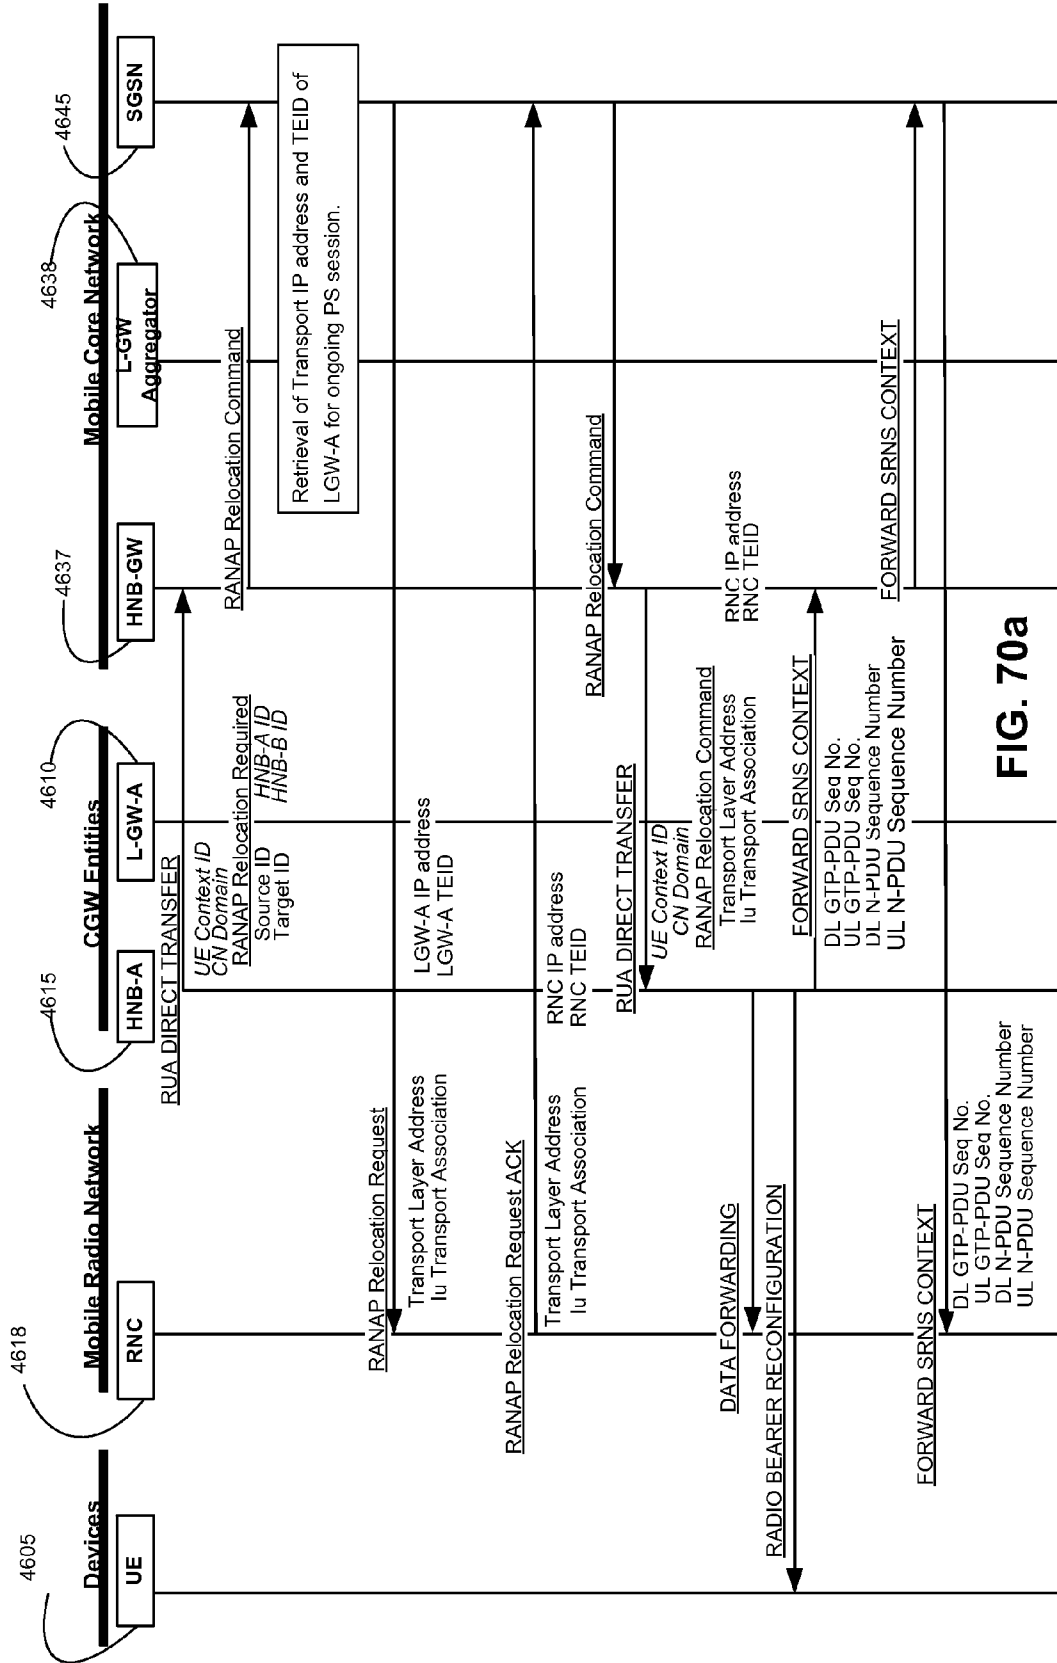 4605
4618
4615
4610
4637
4638
4645
Devices
Mobile Radio Network
CGW Entities
Mobile Core Network
UE
RNC
HNB-A
L-GW-A
HNB-GW
L-GW
Aggregator
SGSN
RUA DIRECT TRANSFER
UE Context ID
CN Domain
RANAP Relocation Required
Source ID HNB-A ID
Target ID HNB-B ID
RANAP Relocation Command
Retrieval of Transport IP address and TEID of
LGW-A for ongoing PS session.
RANAP Relocation Request
Transport Layer Address
Iu Transport Association
LGW-A IP address
LGW-A TEID
RANAP Relocation Request ACK
Transport Layer Address
Iu Transport Association
RNC IP address
RNC TEID
RANAP Relocation Command
RUA DIRECT TRANSFER
UE Context ID
CN Domain
RANAP Relocation Command
Transport Layer Address
Iu Transport Association
RNC IP address
RNC TEID
DATA FORWARDING
RADIO BEARER RECONFIGURATION
FORWARD SRNS CONTEXT
DL GTP-PDU Seq No.
UL GTP-PDU Seq No.
DL N-PDU Sequence Number
UL N-PDU Sequence Number
FORWARD SRNS CONTEXT
FORWARD SRNS CONTEXT
DL GTP-PDU Seq No.
UL GTP-PDU Seq No.
DL N-PDU Sequence Number
UL N-PDU Sequence Number
FIG. 70a